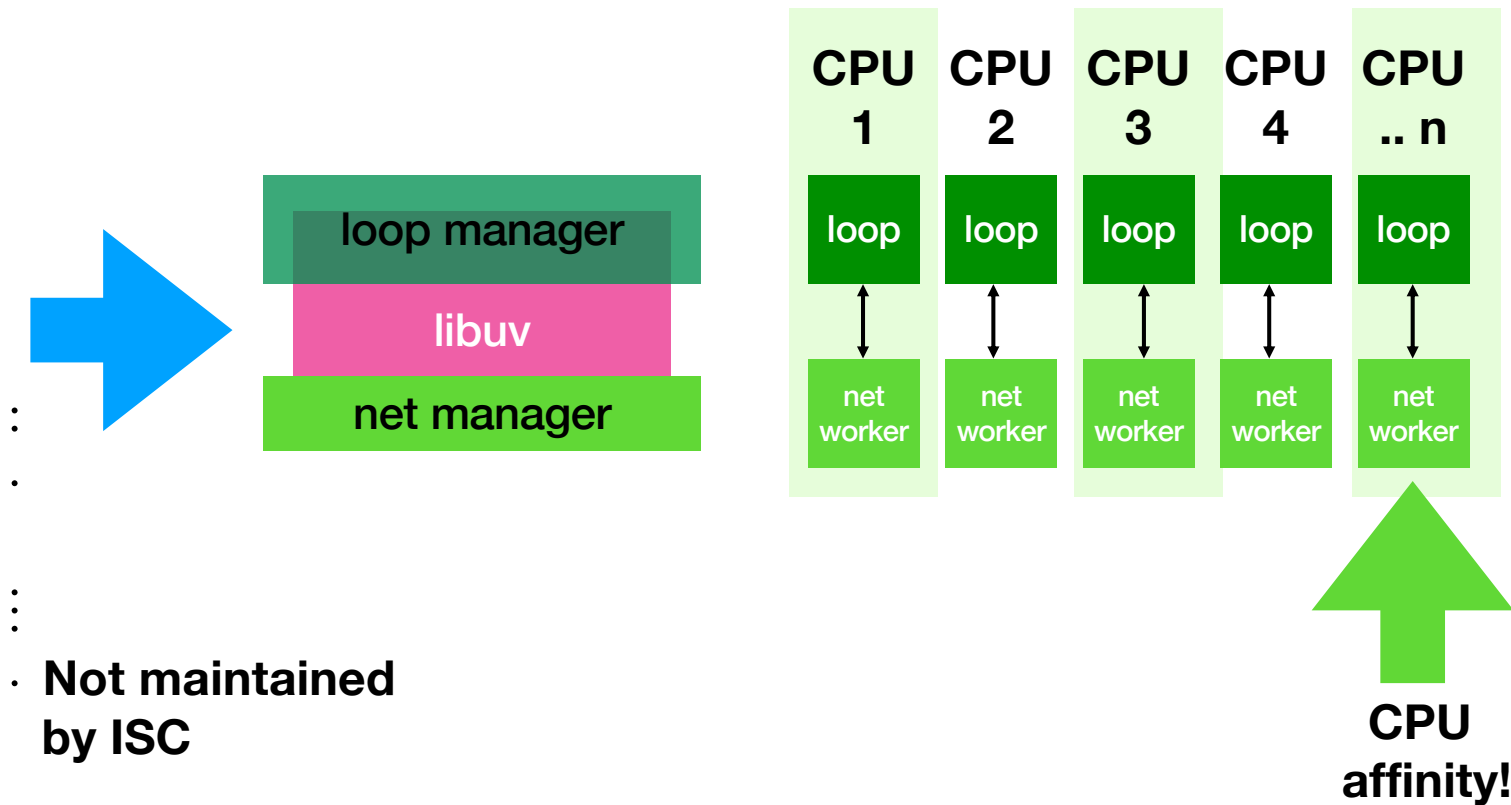 CPU CPU CPU CPU CPU
1 2 3 4 .. n
loop manager
libuv
net manager
loop loop loop loop loop
net net net net net
worker worker worker worker worker
Not maintained
by ISC
CPU
affinity!